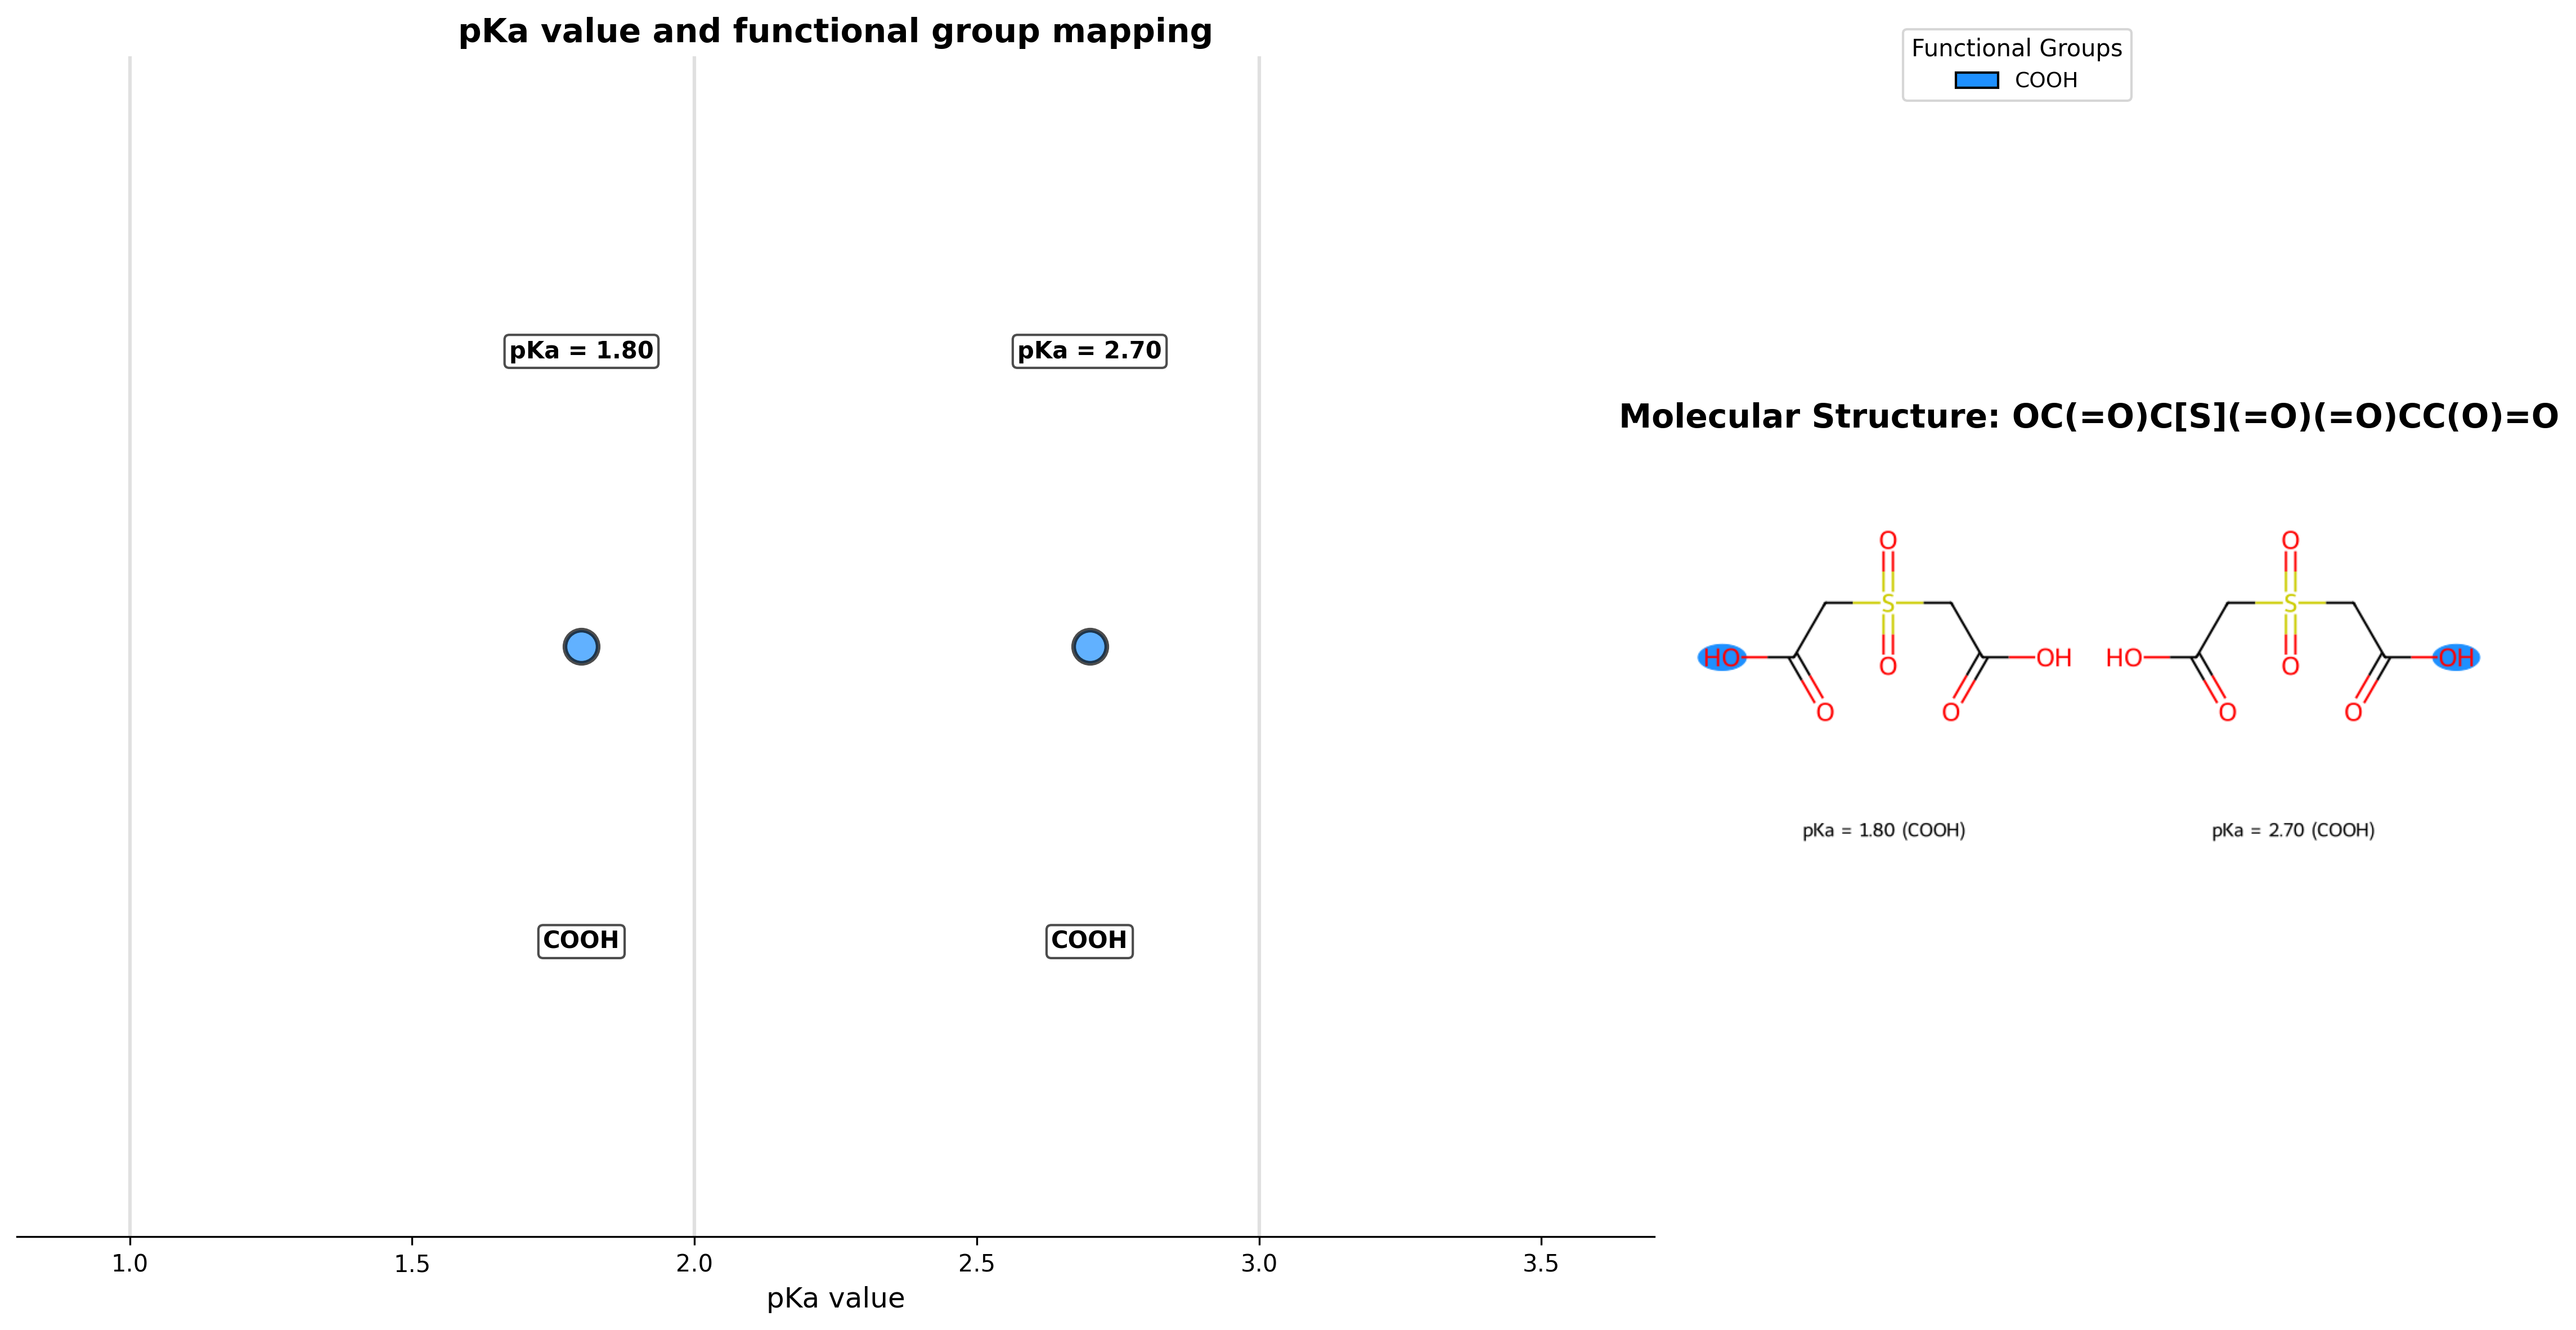 pKa value and functional group mapping
pKa = 1.80
pKa = 2.70
COOH
COOH
1.0
1.5
2.0
2.5
3.0
3.5
pKa value
Functional Groups
COOH
Molecular Structure: OC(=O)C[S](=O)(=O)CC(O)=O
O
S
HO
O
OH
O
O
O
S
HO
O
OH
O
O
pKa = 1.80 (COOH)
pKa = 2.70 (COOH)